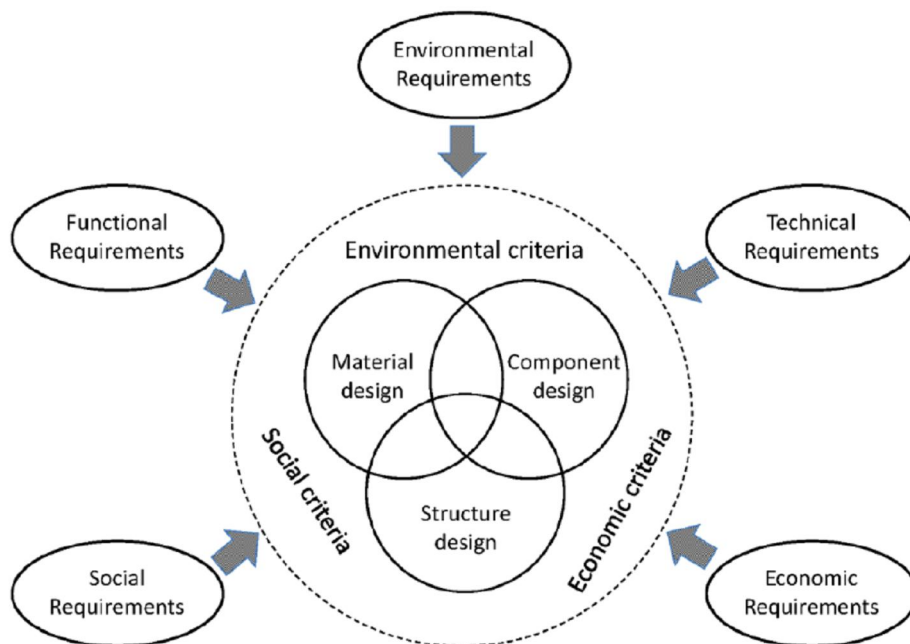 Environmental
Requirements
Functional
Requirements
Technical
Requirements
Environmental criteria
Material
design
Component
design
Social criteria
Economic criteria
Structure
design
Social
Requirements
Economic
Requirements